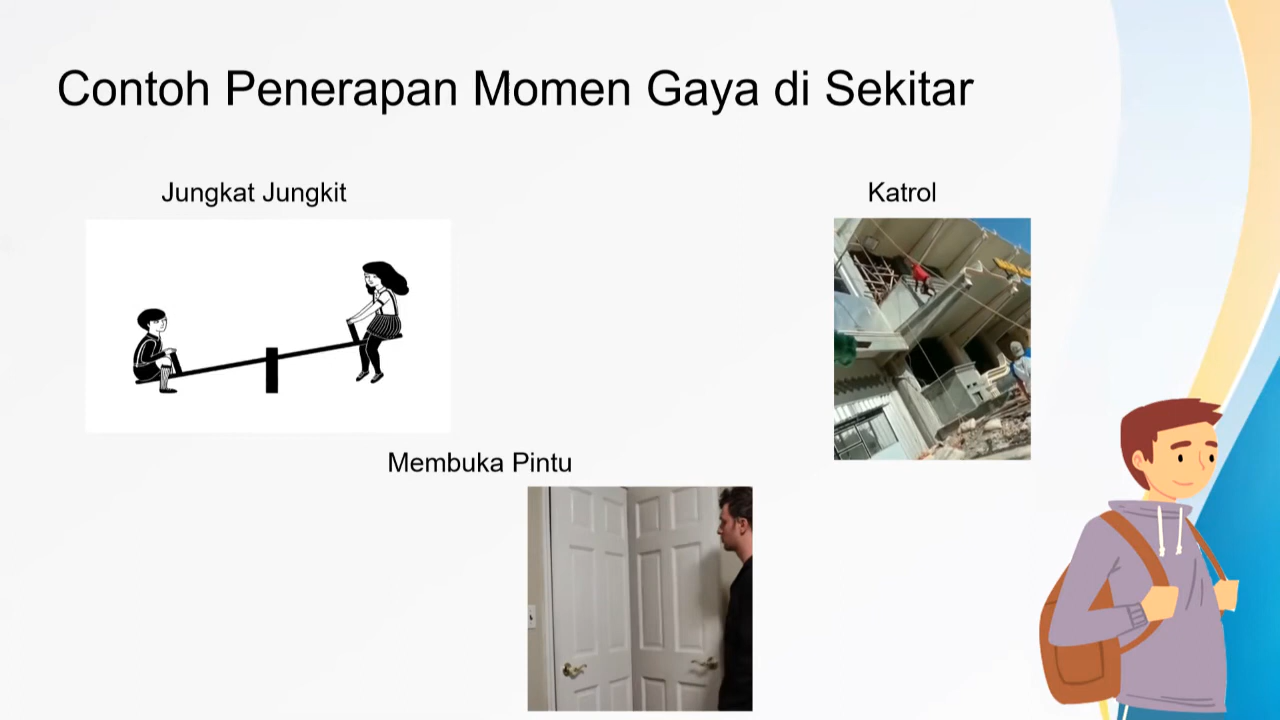 Contoh Penerapan Momen Gaya di Sekitar
Jungkat Jungkit
Katrol
Membuka Pintu